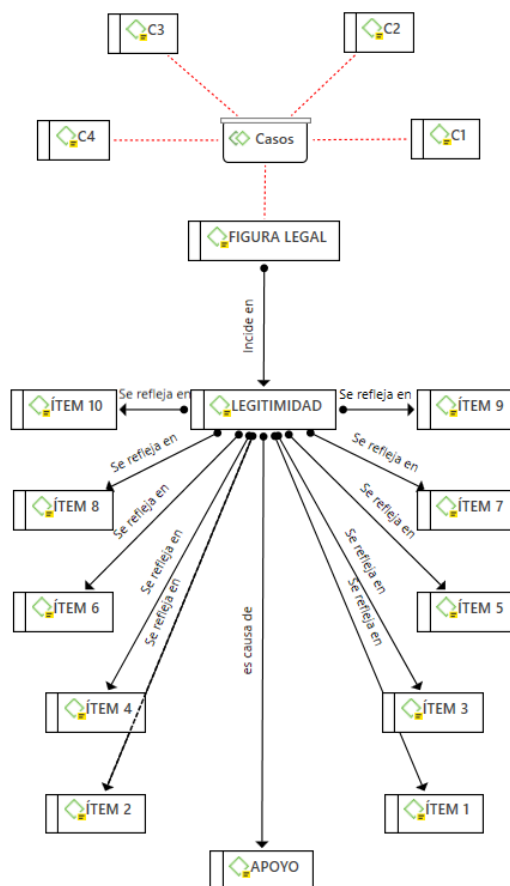 C3
C2
C4
Casos
C1
FIGURA LEGAL
Incide en
Se refleja en
Se refleja en
ÍTEM 10
LEGITIMIDAD
ÍTEM 9
Se refleja en
Se refleja en
ÍTEM 8
ÍTEM 7
Se refleja en
Se refleja en
Se refleja en
Se refleja en
Se refleja en
Se refleja en
ÍTEM 6
ÍTEM 5
es causa de
ÍTEM 4
ÍTEM 3
ÍTEM 2
ÍTEM 1
APOYO